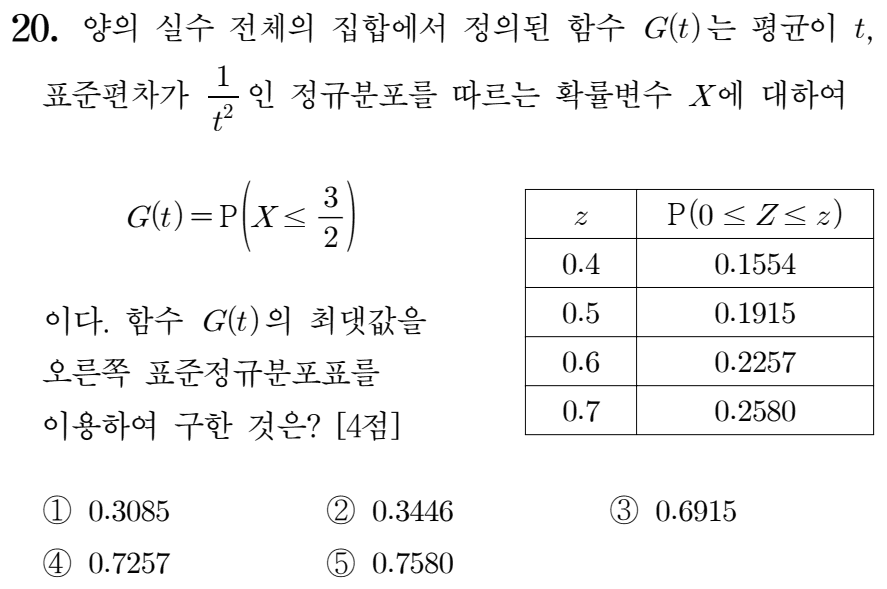 20. 양의 실수 전체의 집합에서 정의된 함수 G(t)는 평균이 t,
표준편차가 1/t² 인 정규분포를 따르는 확률변수 X에 대하여
G(t)=P(X≤3/2)
이다. 함수 G(t)의 최댓값을
오른쪽 표준정규분포표를
이용하여 구한 것은? [4점]
z P(0≤Z≤z)
0.4 0.1554
0.5 0.1915
0.6 0.2257
0.7 0.2580
① 0.3085 ② 0.3446 ③ 0.6915
④ 0.7257 ⑤ 0.7580